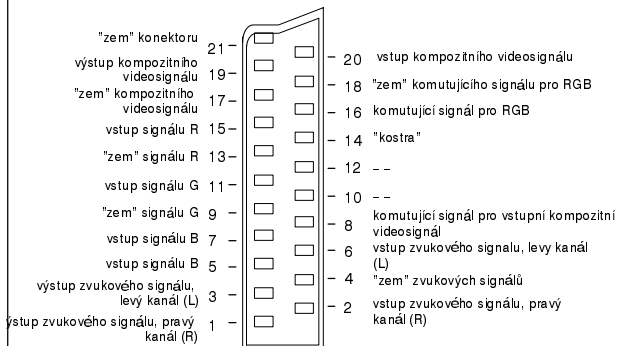 "zem" konektoru
21 –
výstup kompozitního
videosignálu
19 –
"zem" kompozitního
videosignálu
17 –
vstup signálu R 15 –
"zem" signálu R 13 –
vstup signálu G 11 –
"zem" signálu G 9 –
vstup signálu B 7 –
vstup signálu B 5 –
výstup zvukového signálu,
levý kanál (L)
3 –
ýstup zvukového signálu, pravý
kanál (R)
1 –
– 20 vstup kompozitního videosignálu
– 18 "zem" komutujícího signálu pro RGB
– 16 komutující signál pro RGB
– 14 "kostra"
– 12 – –
– 10 – –
– 8 komutující signál pro vstupní kompozitní
videosignál
– 6 vstup zvukového signalu, levy kanál
(L)
– 4 "zem" zvukových signálů
– 2 vstup zvukového signálu, pravý
kanál (R)